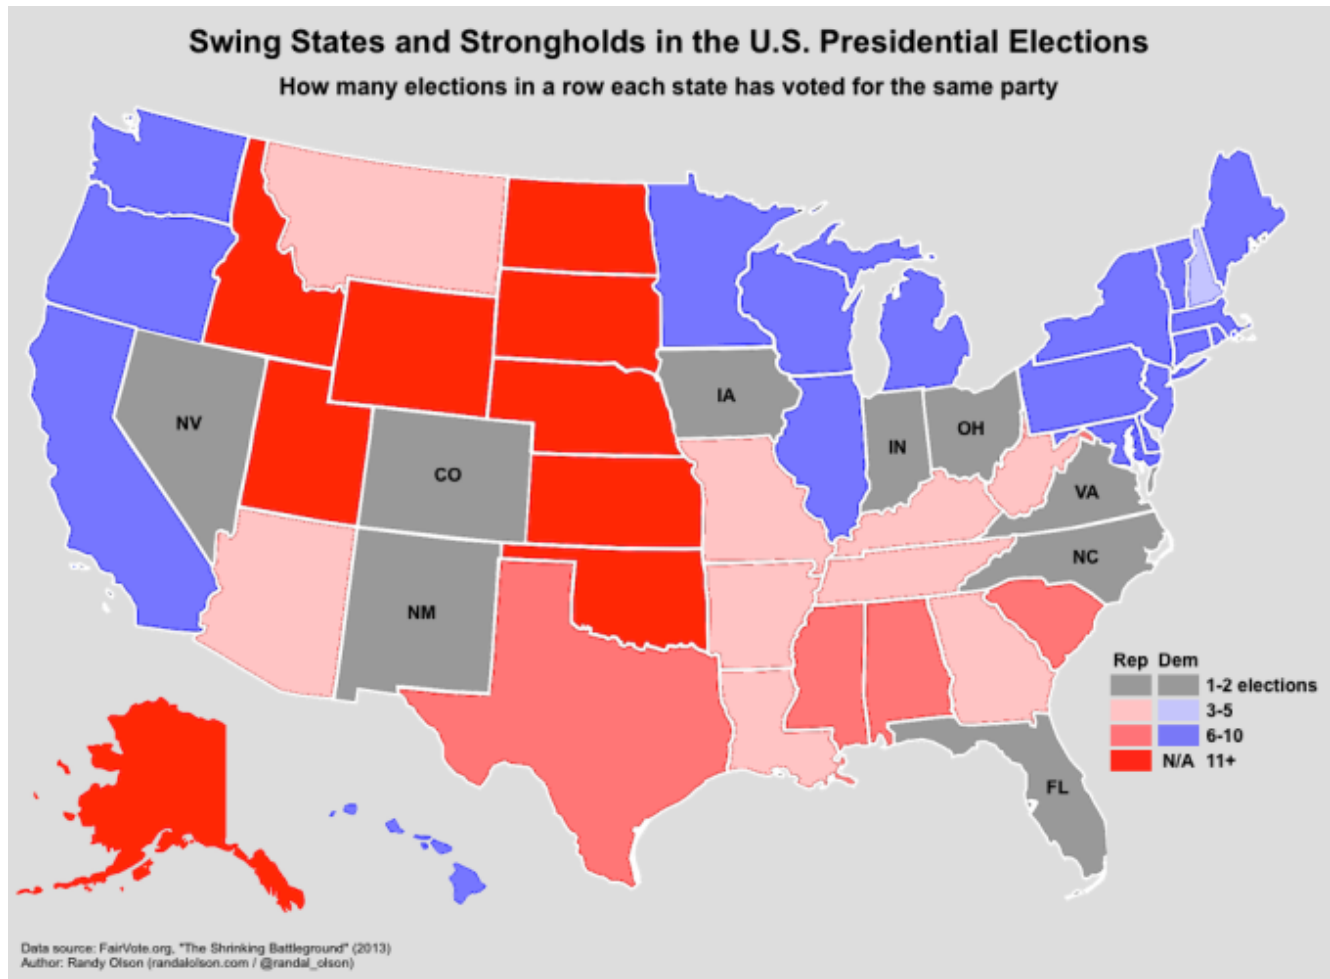 Swing States and Strongholds in the U.S. Presidential Elections
How many elections in a row each state has voted for the same party
IA
NV
OH
IN
CO
VA
NC
NM
Rep Dem
1-2 elections
3-5
6-10
N/A 11+
FL
Data source: FairVote.org, "The Shrinking Battleground" (2013)
Author: Randy Olson (randalolson.com / @randal_olson)